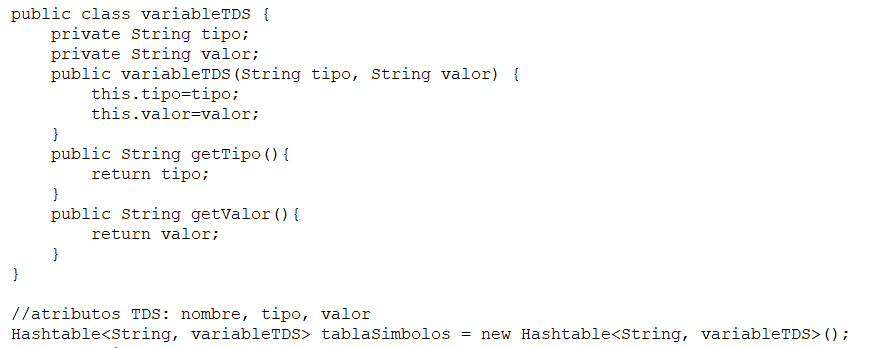 public class variableTDS {
    private String tipo;
    private String valor;
    public variableTDS(String tipo, String valor) {
        this.tipo=tipo;
        this.valor=valor;
    }
    public String getTipo(){
        return tipo;
    }
    public String getValor(){
        return valor;
    }
}

//atributos TDS: nombre, tipo, valor
Hashtable<String, variableTDS> tablaSimbolos = new Hashtable<String, variableTDS>();